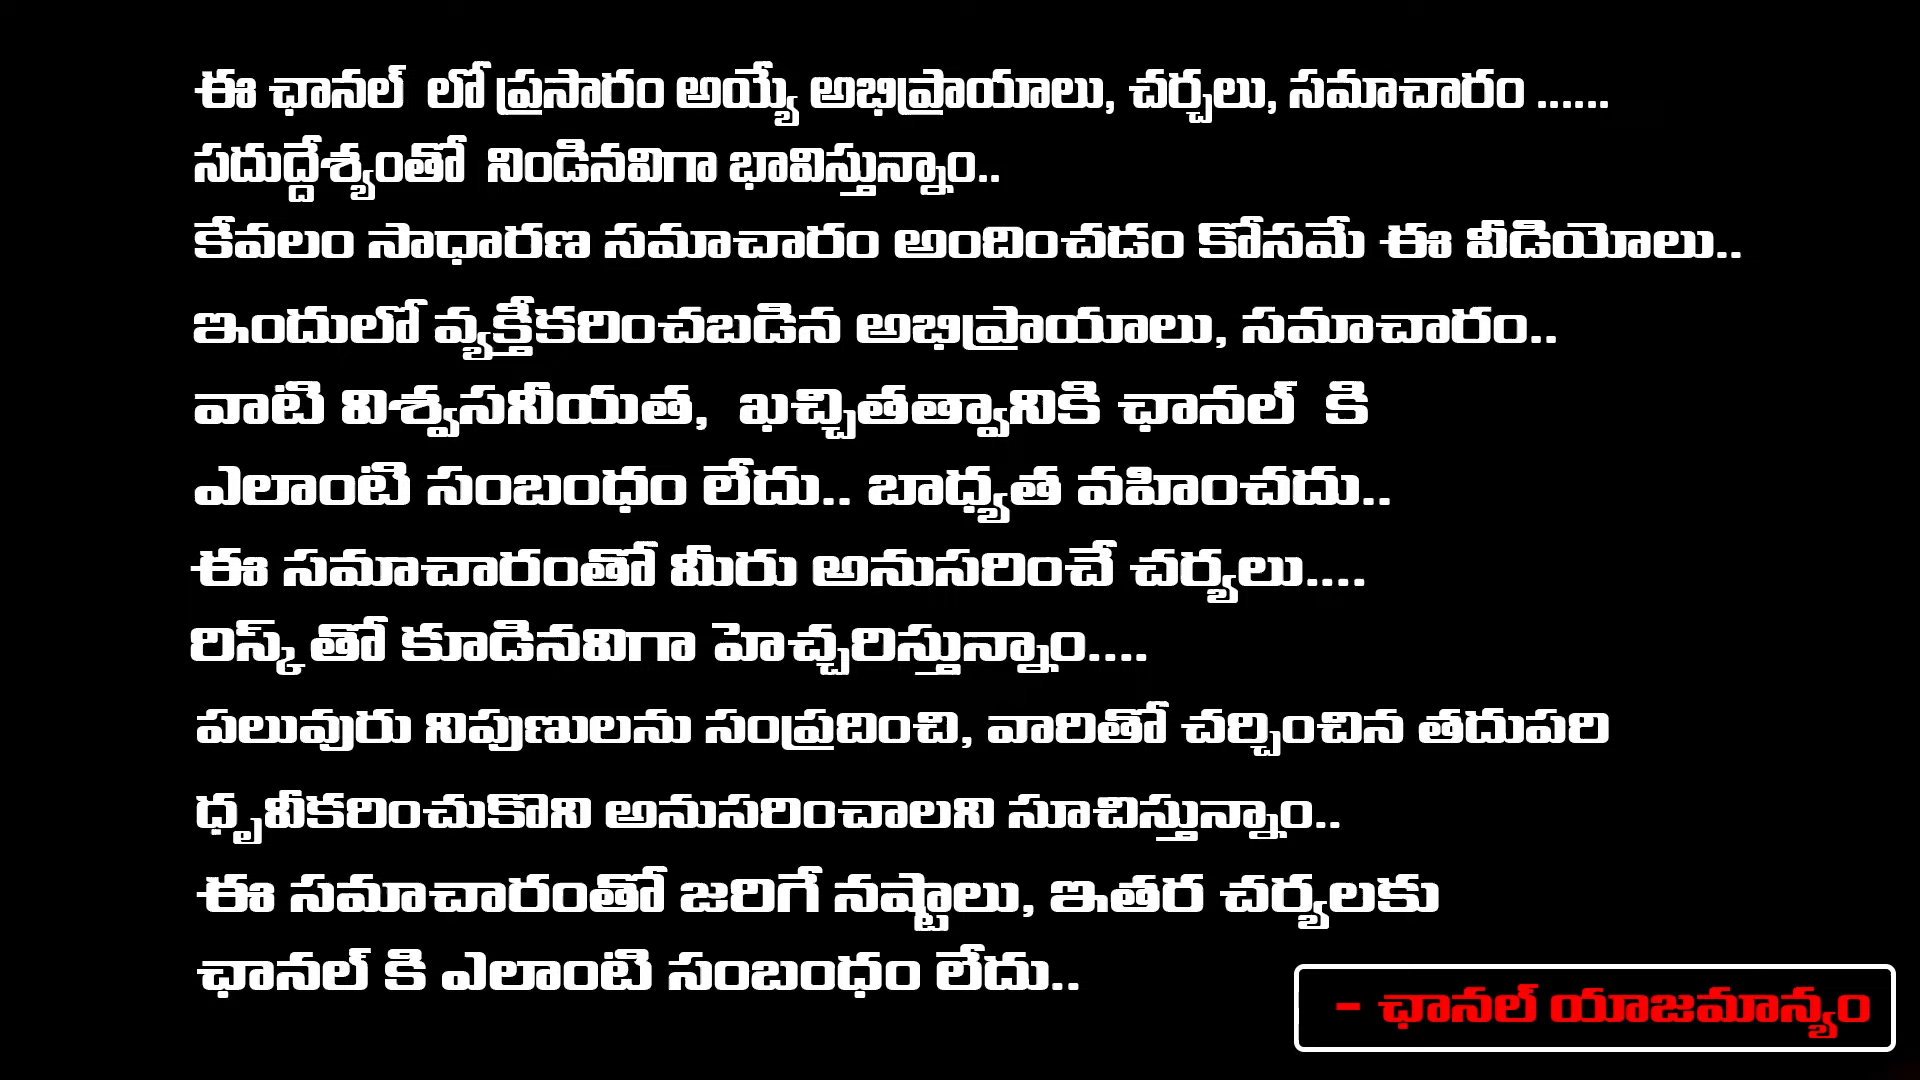 ఈ ఛానల్ లో ప్రసారం అయ్యే అభిప్రాయాలు, చర్చలు, సమాచారం ......
సదుద్దేశ్యంతో నిండినవిగా భావిస్తున్నాం..
కేవలం సాధారణ సమాచారం అందించడం కోసమే ఈ వీడియోలు..
ఇందులో వ్యక్తీకరించబడిన అభిప్రాయాలు, సమాచారం..
వాటి విశ్వసనీయత, ఖచ్చితత్వానికి ఛానల్ కి
ఎలాంటి సంబంధం లేదు.. బాధ్యత వహించదు..
ఈ సమాచారంతో మీరు అనుసరించే చర్యలు....
రిస్క్ తో కూడినవిగా హెచ్చరిస్తున్నాం....
పలువురు నిపుణులను సంప్రదించి, వారితో చర్చించిన తదుపరి
ధృవీకరించుకొని అనుసరించాలని సూచిస్తున్నాం..
ఈ సమాచారంతో జరిగే నష్టాలు, ఇతర చర్యలకు
ఛానల్ కి ఎలాంటి సంబంధం లేదు..
- ఛానల్ యాజమాన్యం